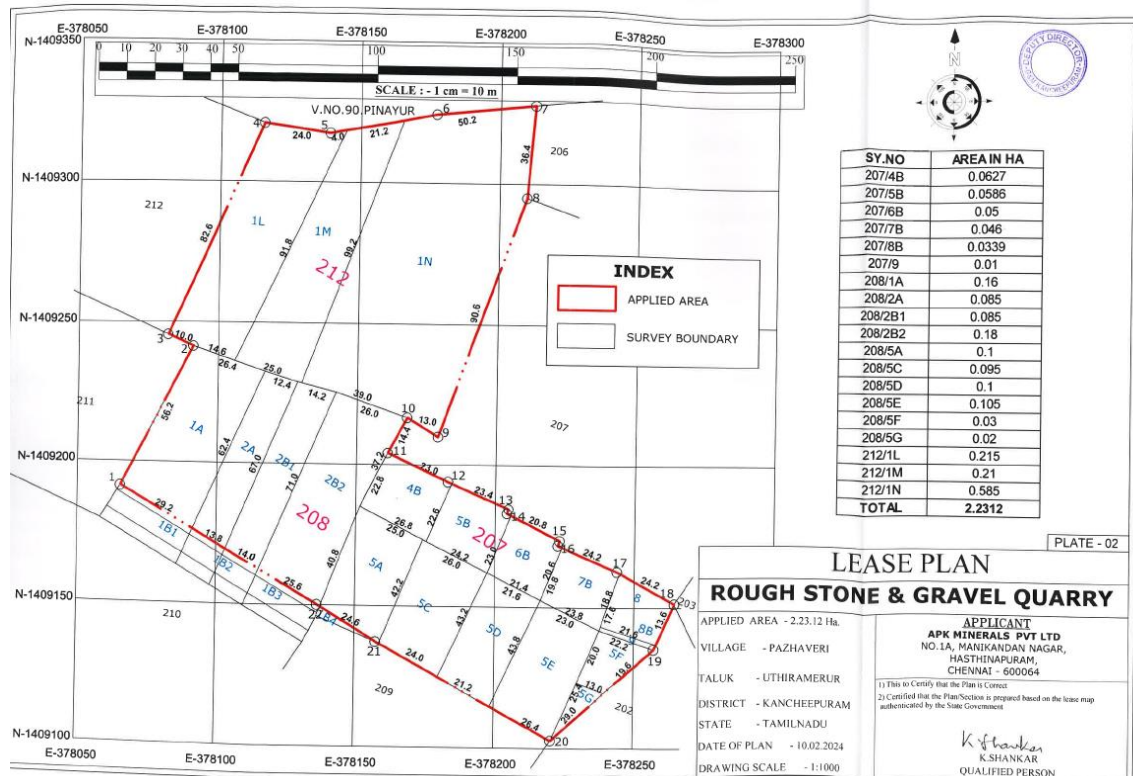 E-378050 E-378100 E-378150 E-378200 E-378250 E-378300
N-1409350
0 10 20 30 40 50 100 150 200 250
SCALE : - 1 cm = 10 m
V.NO.90.PINAYUR
4 5 6 7
24.0 4.0 21.2 50.2
36.4
206
N-1409300
8
212
1L 1M 1N
82.6 91.8 99.2
212
90.6
INDEX
APPLIED AREA
SURVEY BOUNDARY
N-1409250
3 10.0 2 14.6
26.4 25.0
12.4 14.2 39.0
26.0
10 13.0 9
14.4
211
56.2
207
1A 2A 2B1 2B2
62.4 67.0 71.0
11 37.2 23.0 12
22.8
N-1409200
1
29.2
4B 5B 6B 7B 8 8B
23.4 13 14 20.8 15 16 24.2 17 24.2 18
203
208
207
22.6 23.0 20.6 19.8 18.8 17.6 13.6
26.8 25.0 24.2 26.0 21.4 21.6 23.8 23.0 21.6 22.2
1B1 1B2 1B3 1B4
13.8 14.0 25.6
40.8
5A 5C 5D 5E 5F 5G
42.2 43.2 43.8 20.0 25.4
N-1409150
22 24.6 21
210
209
24.0 21.2 26.4
13.0 29.0 19.6 19
202
20
N-1409100
E-378050 E-378100 E-378150 E-378200 E-378250
N
DEPUTY DIRECTOR
KANCHEEPURAM
SY.NO AREA IN HA
207/4B 0.0627
207/5B 0.0586
207/6B 0.05
207/7B 0.046
207/8B 0.0339
207/9 0.01
208/1A 0.16
208/2A 0.085
208/2B1 0.085
208/2B2 0.18
208/5A 0.1
208/5C 0.095
208/5D 0.1
208/5E 0.105
208/5F 0.03
208/5G 0.02
212/1L 0.215
212/1M 0.21
212/1N 0.585
TOTAL 2.2312
PLATE - 02
LEASE PLAN
ROUGH STONE & GRAVEL QUARRY
APPLIED AREA - 2.23.12 Ha.
VILLAGE - PAZHAVERI
TALUK - UTHIRAMERUR
DISTRICT - KANCHEEPURAM
STATE - TAMILNADU
DATE OF PLAN - 10.02.2024
DRAWING SCALE - 1:1000
APPLICANT
APK MINERALS PVT LTD
NO.1A, MANIKANDAN NAGAR,
HASTHINAPURAM,
CHENNAI - 600064
1) This to Certify that the Plan is Correct
2) Certified that the Plan/Section is prepared based on the lease map
authenticated by the State Government
K Shankar
K.SHANKAR
QUALIFIED PERSON